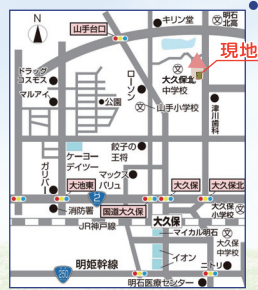 N
山手台口
キリン堂
明石
北高
現地
ドラッグ
コスモス
マルアイ
公園
ローソン
大久保北
中学校
山手小学校
津川歯科
ケーヨー
デイツー
餃子の
王将
マックス
バリュ
ガリバー
大池東
大久保
大久保北
2
消防署
国道大久保
大久保
大久保
小学校
JR神戸線
マイカル明石
大久保
中学校
明姫幹線
イオン
ニトリ
250
明石医療センター